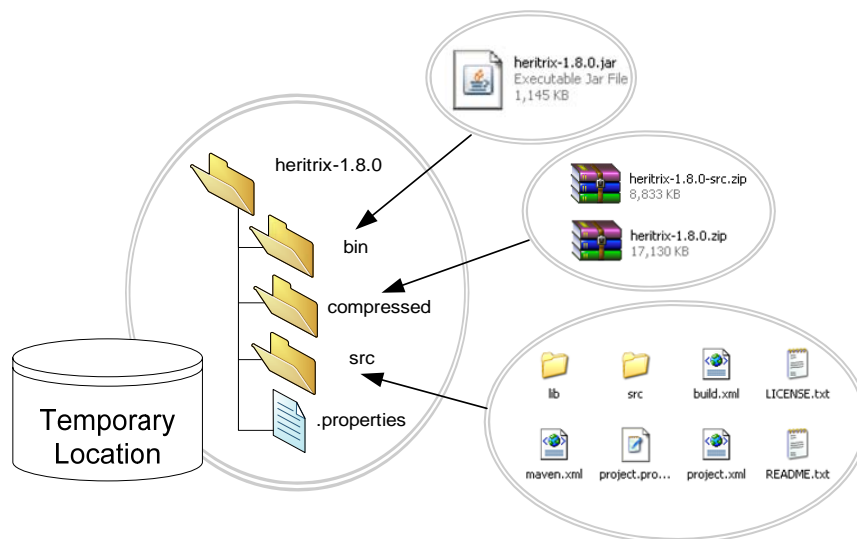 heritrix-1.8.0.jar
Executable Jar File
1,145 KB
heritrix-1.8.0
bin
compressed
src
.properties
heritrix-1.8.0-src.zip
8,833 KB
heritrix-1.8.0.zip
17,130 KB
lib
src
build.xml
LICENSE.txt
maven.xml
project.pro...
project.xml
README.txt
Temporary
Location